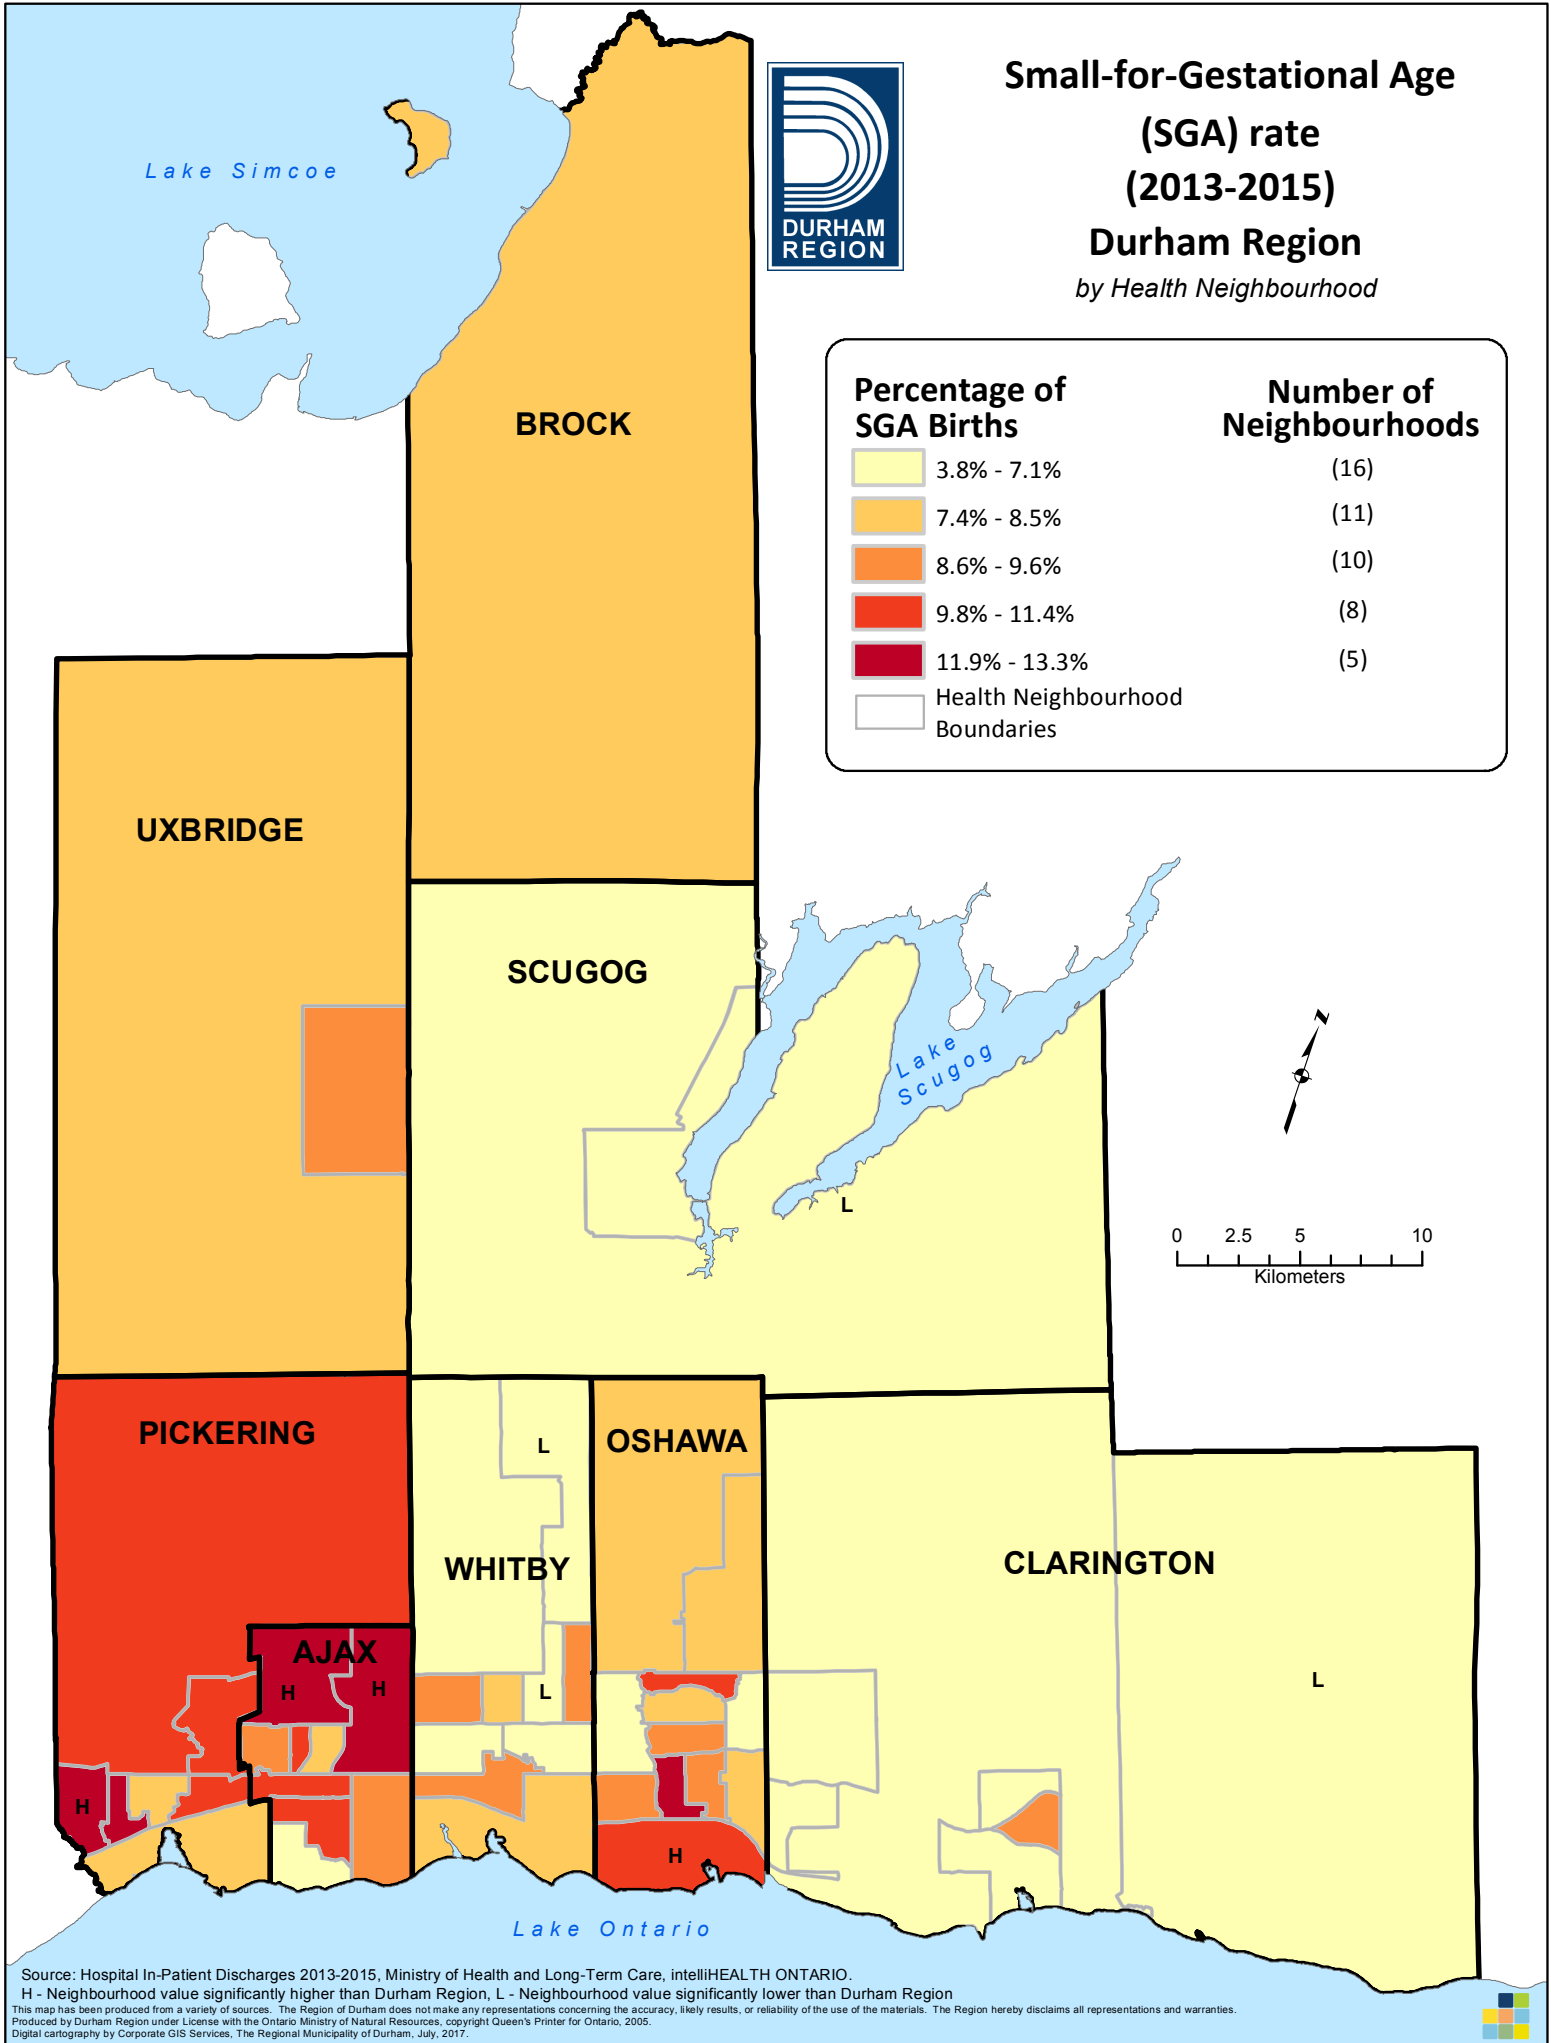 Small-for-Gestational Age
(SGA) rate
(2013-2015)
Durham Region
by Health Neighbourhood
DURHAM
REGION
Lake Simcoe
Percentage of
SGA Births
Number of
Neighbourhoods
3.8% - 7.1% (16)
7.4% - 8.5% (11)
8.6% - 9.6% (10)
9.8% - 11.4% (8)
11.9% - 13.3% (5)
Health Neighbourhood
Boundaries
BROCK
UXBRIDGE
SCUGOG
Lake
Scugog
L
N
0 2.5 5 10
Kilometers
PICKERING
L
OSHAWA
WHITBY
CLARINGTON
AJAX
H
H
L
L
H
H
Lake Ontario
Source: Hospital In-Patient Discharges 2013-2015, Ministry of Health and Long-Term Care, intelliHEALTH ONTARIO.
H - Neighbourhood value significantly higher than Durham Region, L - Neighbourhood value significantly lower than Durham Region
This map has been produced from a variety of sources. The Region of Durham does not make any representations concerning the accuracy, likely results, or reliability of the use of the materials. The Region hereby disclaims all representations and warranties.
Produced by Durham Region under License with the Ontario Ministry of Natural Resources, copyright Queen's Printer for Ontario, 2005.
Digital cartography by Corporate GIS Services, The Regional Municipality of Durham, July, 2017.